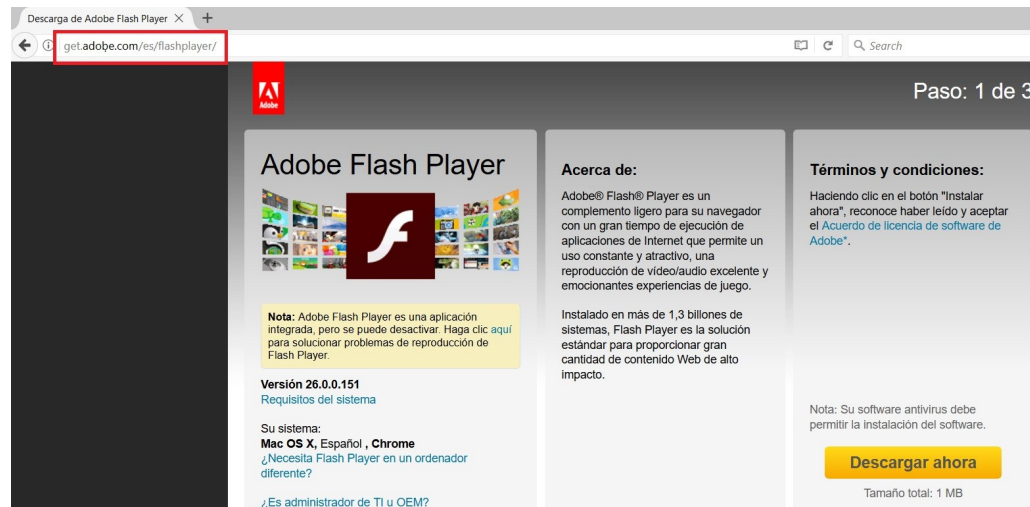 Descarga de Adobe Flash Player
get.adoḅe.com/es/flashplayer/
Search
Adobe
Paso: 1 de 3
Adobe Flash Player
Nota: Adobe Flash Player es una aplicación
integrada, pero se puede desactivar. Haga clic aquí
para solucionar problemas de reproducción de
Flash Player.
Versión 26.0.0.151
Requisitos del sistema
Su sistema:
Mac OS X, Español , Chrome
¿Necesita Flash Player en un ordenador
diferente?
¿Es administrador de TI u OEM?
Acerca de:
Adobe® Flash® Player es un
complemento ligero para su navegador
con un gran tiempo de ejecución de
aplicaciones de Internet que permite un
uso constante y atractivo, una
reproducción de vídeo/audio excelente y
emocionantes experiencias de juego.
Instalado en más de 1,3 billones de
sistemas, Flash Player es la solución
estándar para proporcionar gran
cantidad de contenido Web de alto
impacto.
Términos y condiciones:
Haciendo clic en el botón "Instalar
ahora", reconoce haber leído y aceptar
el Acuerdo de licencia de software de
Adobe*.
Nota: Su software antivirus debe
permitir la instalación del software.
Descargar ahora
Tamaño total: 1 MB